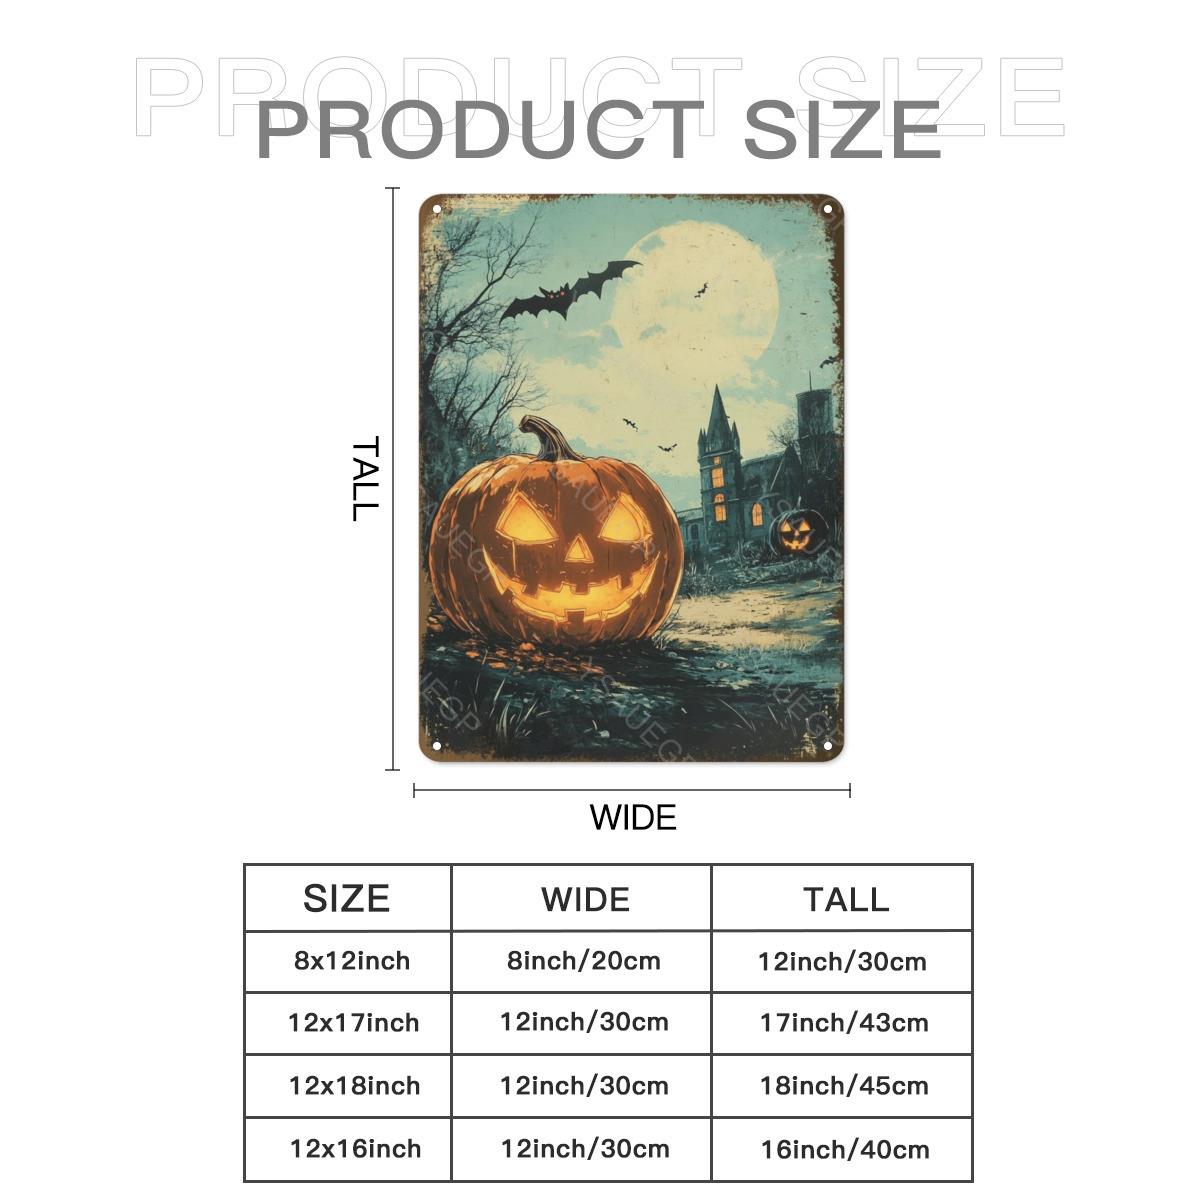 PRODUCT SIZE
PRODUCT SIZE
TALL
YSAUEGP
WIDE
SIZE WIDE TALL
8x12inch 8inch/20cm 12inch/30cm
12x17inch 12inch/30cm 17inch/43cm
12x18inch 12inch/30cm 18inch/45cm
12x16inch 12inch/30cm 16inch/40cm